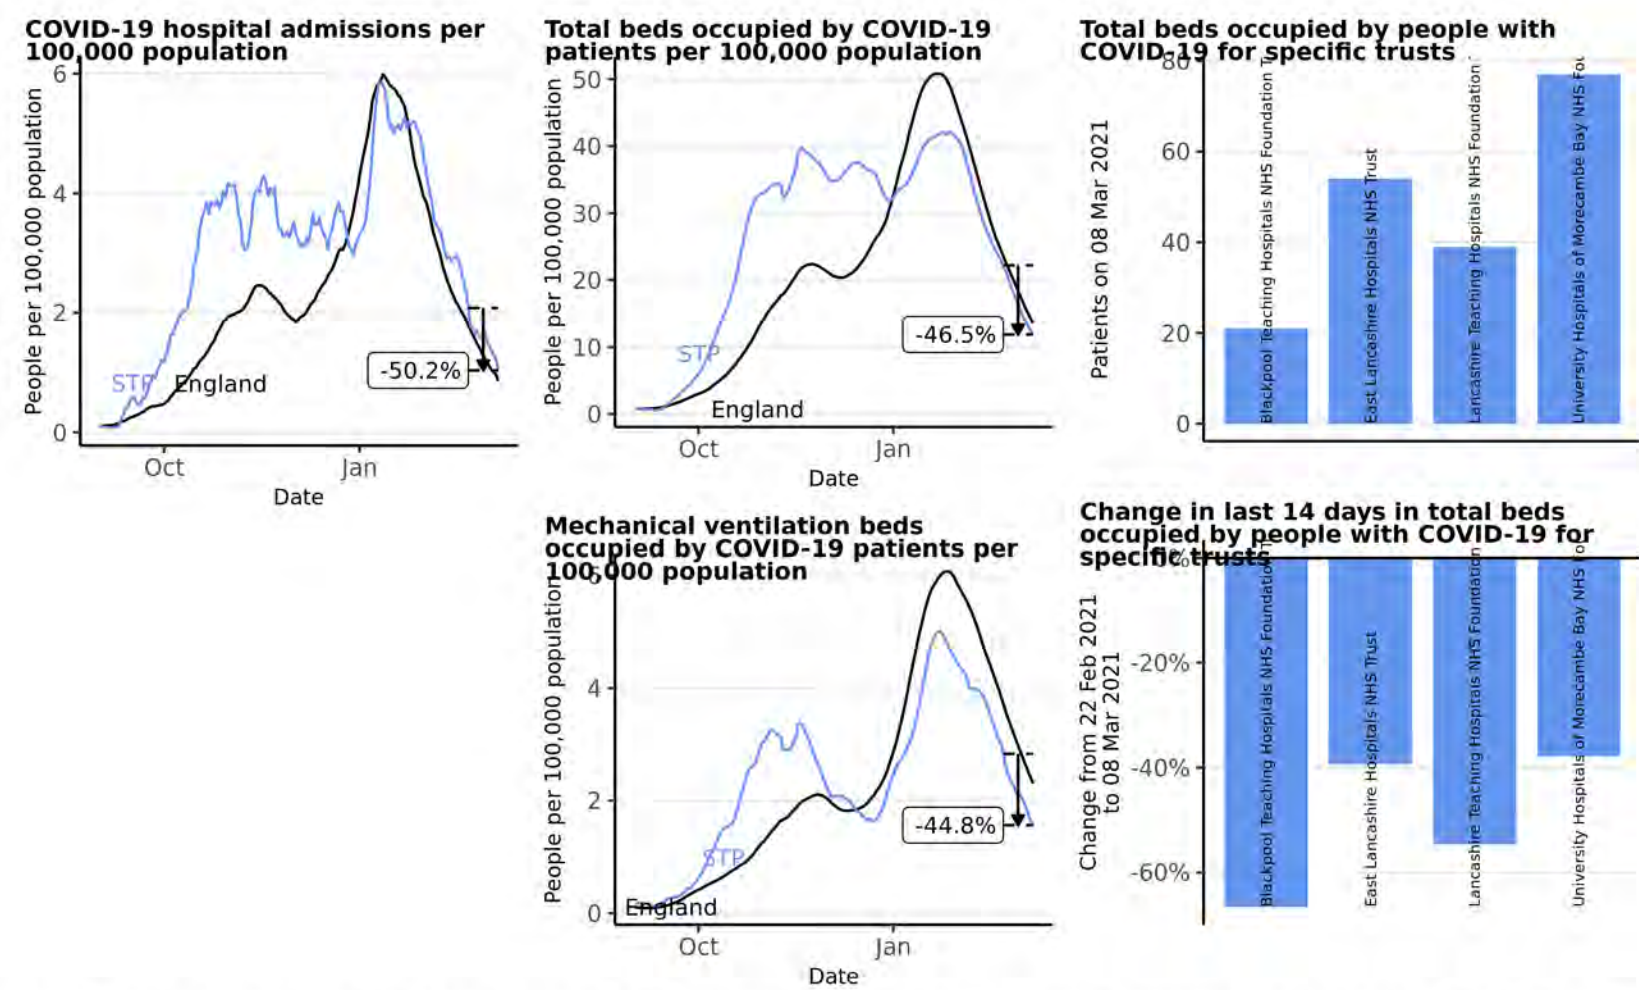 COVID-19 hospital admissions per
100,000 population
People per 100,000 population
6
4
2
0
STP
England
-50.2%
Oct
Jan
Date
Total beds occupied by COVID-19
patients per 100,000 population
People per 100,000 population
50
40
30
20
10
0
STP
England
-46.5%
Oct
Jan
Date
Total beds occupied by people with
COVID-19 for specific trusts
Patients on 08 Mar 2021
80
60
40
20
0
Blackpool Teaching Hospitals NHS Foundation T
East Lancashire Hospitals NHS Trust
Lancashire Teaching Hospitals NHS Foundation
University Hospitals of Morecambe Bay NHS Fou
Mechanical ventilation beds
occupied by COVID-19 patients per
100,000 population
People per 100,000 population
6
4
2
0
STP
England
-44.8%
Oct
Jan
Date
Change in last 14 days in total beds
occupied by people with COVID-19 for
specific trusts
Change from 22 Feb 2021
to 08 Mar 2021
0%
-20%
-40%
-60%
Blackpool Teaching Hospitals NHS Foundation T
East Lancashire Hospitals NHS Trust
Lancashire Teaching Hospitals NHS Foundation
University Hospitals of Morecambe Bay NHS Fo